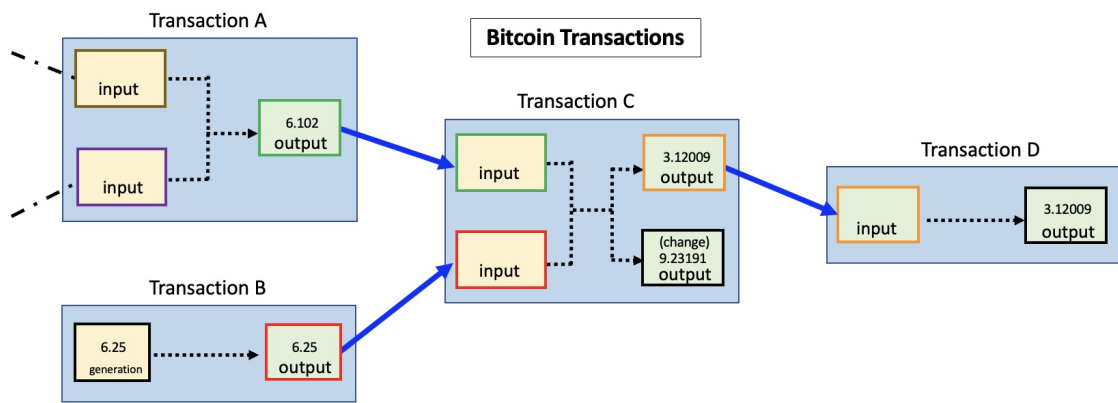 Bitcoin Transactions
Transaction A
input
input
6.102
output
Transaction B
6.25
generation
6.25
output
Transaction C
input
input
3.12009
output
(change)
9.23191
output
Transaction D
input
3.12009
output